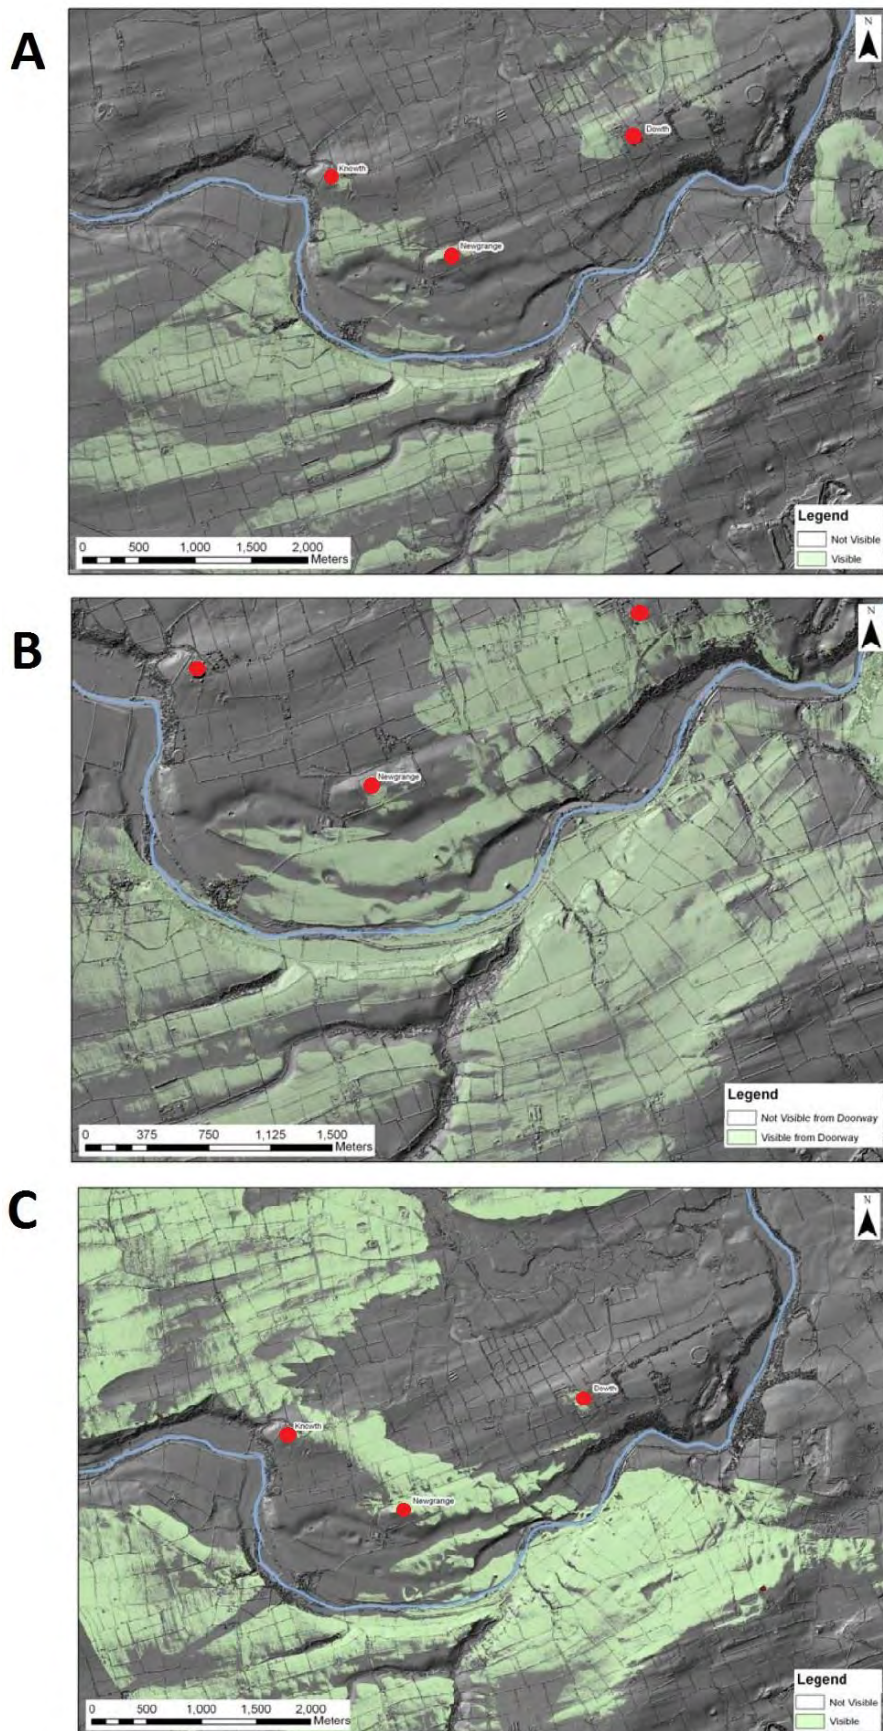 A
N
Dowth
Knowth
Newgrange
Legend
Not Visible
Visible
0 500 1,000 1,500 2,000
Meters
B
N
Newgrange
Legend
Not Visible from Doorway
Visible from Doorway
0 375 750 1,125 1,500
Meters
C
N
Dowth
Knowth
Newgrange
Legend
Not Visible
Visible
0 500 1,000 1,500 2,000
Meters